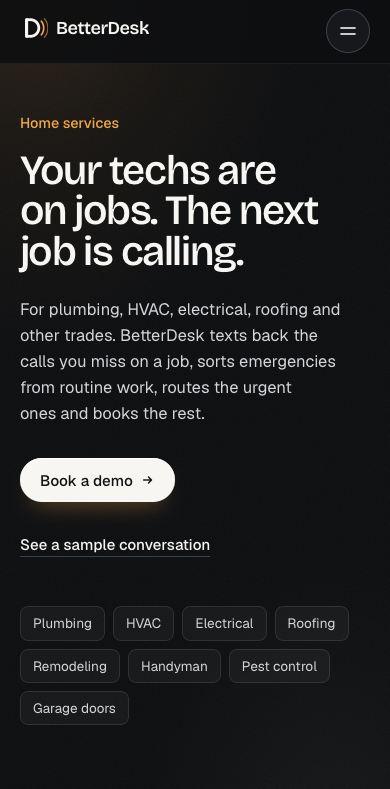 BetterDesk
Home services
Your techs are
on jobs. The next
job is calling.
For plumbing, HVAC, electrical, roofing and
other trades. BetterDesk texts back the
calls you miss on a job, sorts emergencies
from routine work, routes the urgent
ones and books the rest.
Book a demo →
See a sample conversation
Plumbing HVAC Electrical Roofing
Remodeling Handyman Pest control
Garage doors